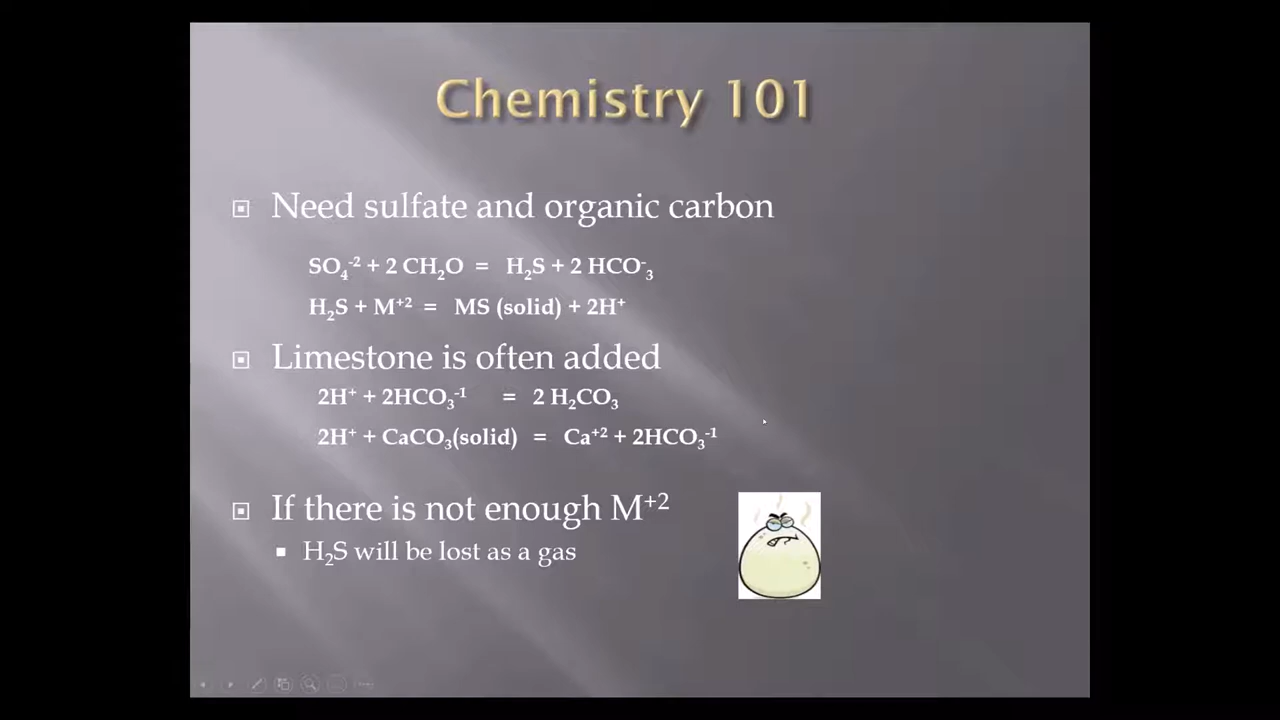 Chemistry 101
Need sulfate and organic carbon
SO₄⁻² + 2 CH₂O = H₂S + 2 HCO⁻₃
H₂S + M⁺² = MS (solid) + 2H⁺
Limestone is often added
2H⁺ + 2HCO₃⁻¹ = 2 H₂CO₃
2H⁺ + CaCO₃(solid) = Ca⁺² + 2HCO₃⁻¹
If there is not enough M⁺²
H₂S will be lost as a gas